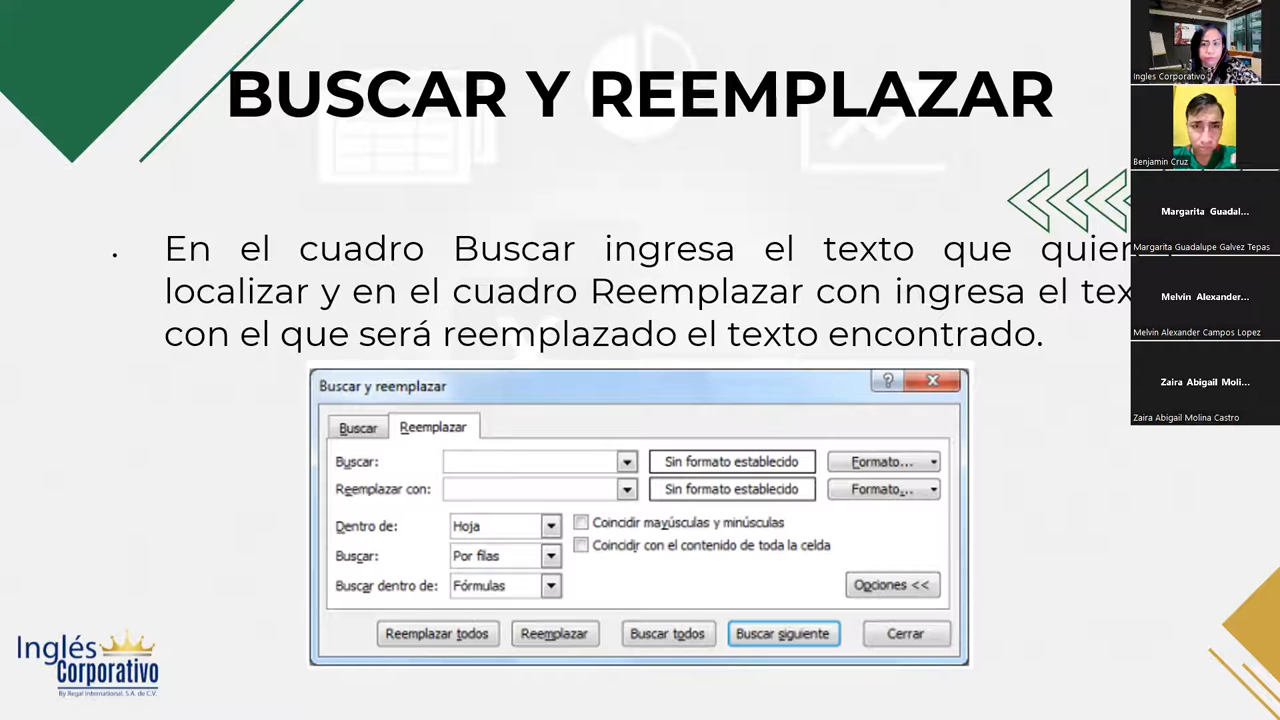 BUSCAR Y REEMPLAZAR
. En el cuadro Buscar ingresa el texto que quier
localizar y en el cuadro Reemplazar con ingresa el tex
con el que será reemplazado el texto encontrado.
Buscar y reemplazar
Buscar Reemplazar
Buscar: Sin formato establecido Formato...
Reemplazar con: Sin formato establecido Formato...
Dentro de: Hoja Coincidir mayúsculas y minúsculas
Coincidir con el contenido de toda la celda
Buscar: Por filas
Buscar dentro de: Fórmulas Opciones <<
Reemplazar todos Reemplazar Buscar todos Buscar siguiente Cerrar
Inglés
Corporativo
By Regal International, S.A. de C.V.
Ingles Corporativo
Benjamin Cruz
Margarita Guadal...
Margarita Guadalupe Galvez Tepas
Melvin Alexander...
Melvin Alexander Campos Lopez
Zaira Abigail Moli...
Zaira Abigail Molina Castro